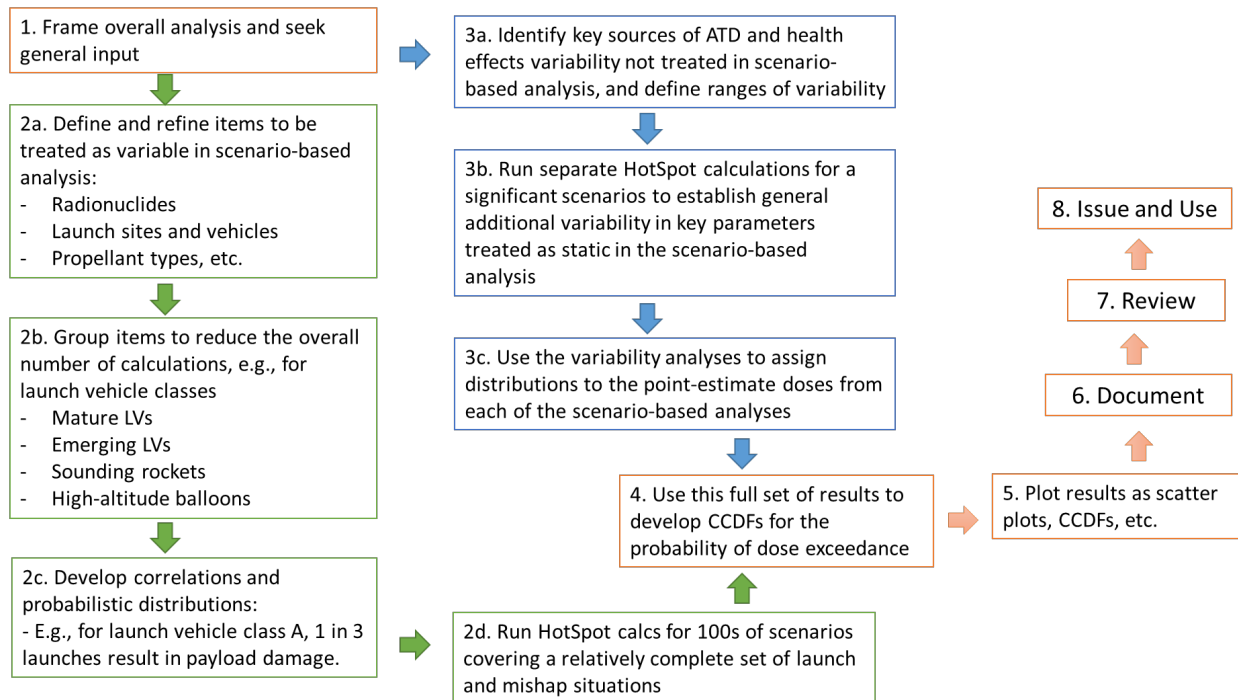 1. Frame overall analysis and seek
general input
2a. Define and refine items to be
treated as variable in scenario-based
analysis:
- Radionuclides
- Launch sites and vehicles
- Propellant types, etc.
2b. Group items to reduce the overall
number of calculations, e.g., for
launch vehicle classes
- Mature LVs
- Emerging LVs
- Sounding rockets
- High-altitude balloons
2c. Develop correlations and
probabilistic distributions:
- E.g., for launch vehicle class A, 1 in 3
launches result in payload damage.
2d. Run HotSpot calcs for 100s of scenarios
covering a relatively complete set of launch
and mishap situations
3a. Identify key sources of ATD and health
effects variability not treated in scenario-
based analysis, and define ranges of variability
3b. Run separate HotSpot calculations for a
significant scenarios to establish general
additional variability in key parameters
treated as static in the scenario-based
analysis
3c. Use the variability analyses to assign
distributions to the point-estimate doses from
each of the scenario-based analyses
4. Use this full set of results to
develop CCDFs for the
probability of dose exceedance
5. Plot results as scatter
plots, CCDFs, etc.
6. Document
7. Review
8. Issue and Use